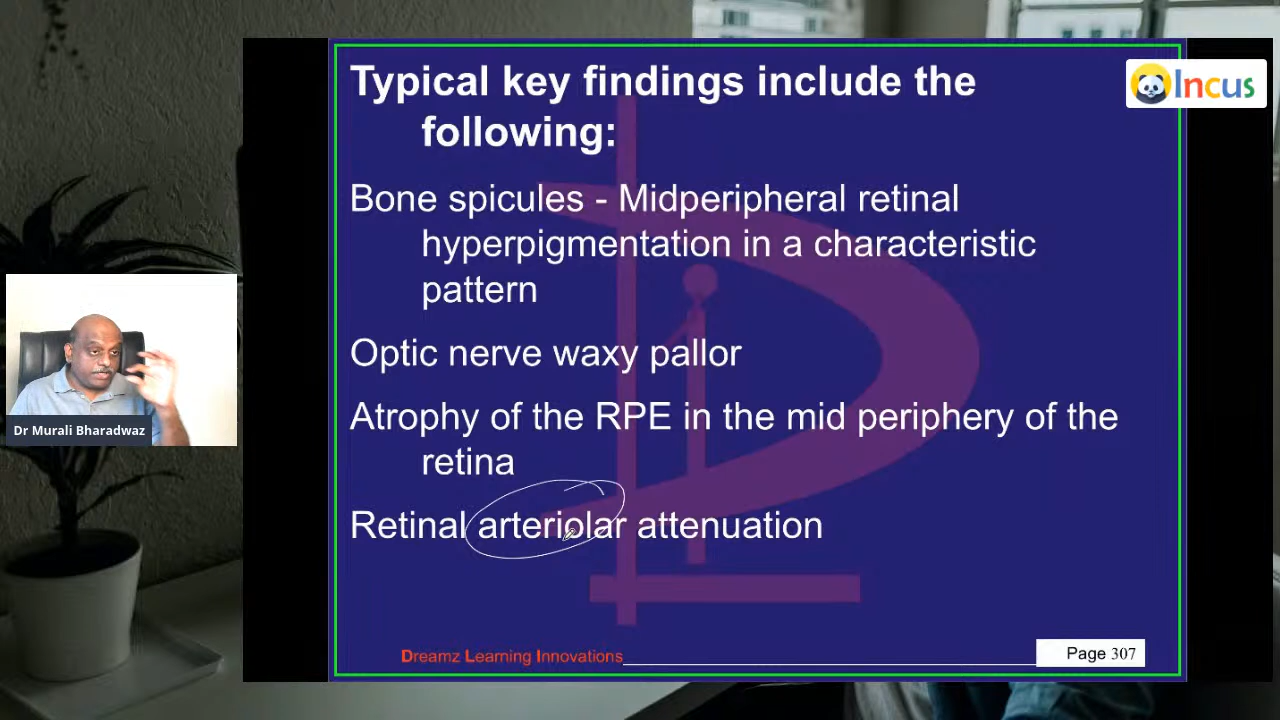 Typical key findings include the
following:
Incus
Bone spicules - Midperipheral retinal
hyperpigmentation in a characteristic
pattern
Optic nerve waxy pallor
Atrophy of the RPE in the mid periphery of the
retina
Dr Murali Bharadwaz
Retinal arteriolar attenuation
Dreamz Learning Innovations
Page 307